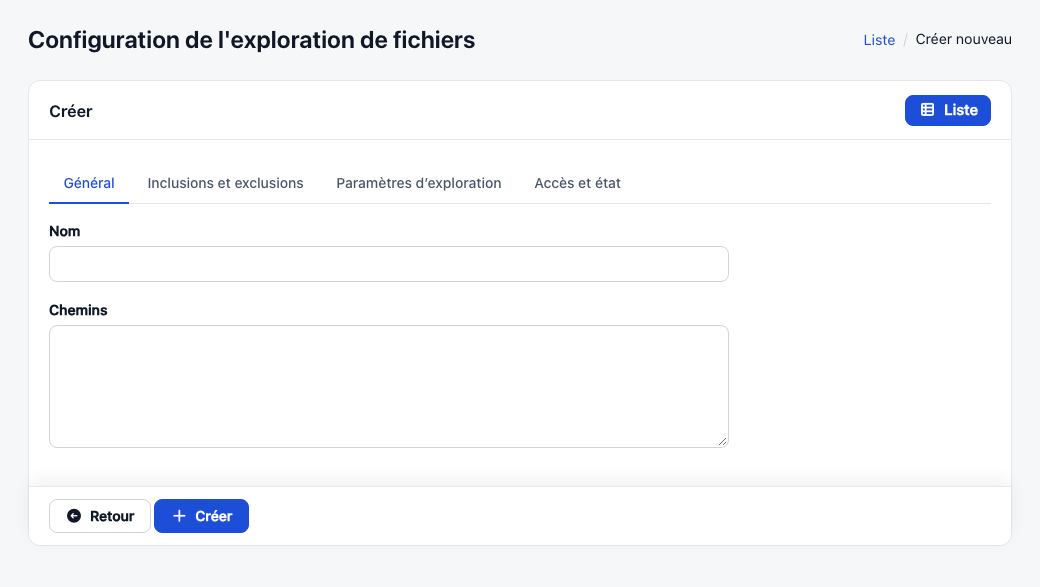 Configuration de l'exploration de fichiers
Liste / Créer nouveau
Créer
Liste
Général
Inclusions et exclusions
Paramètres d’exploration
Accès et état
Nom
Chemins
Retour
Créer